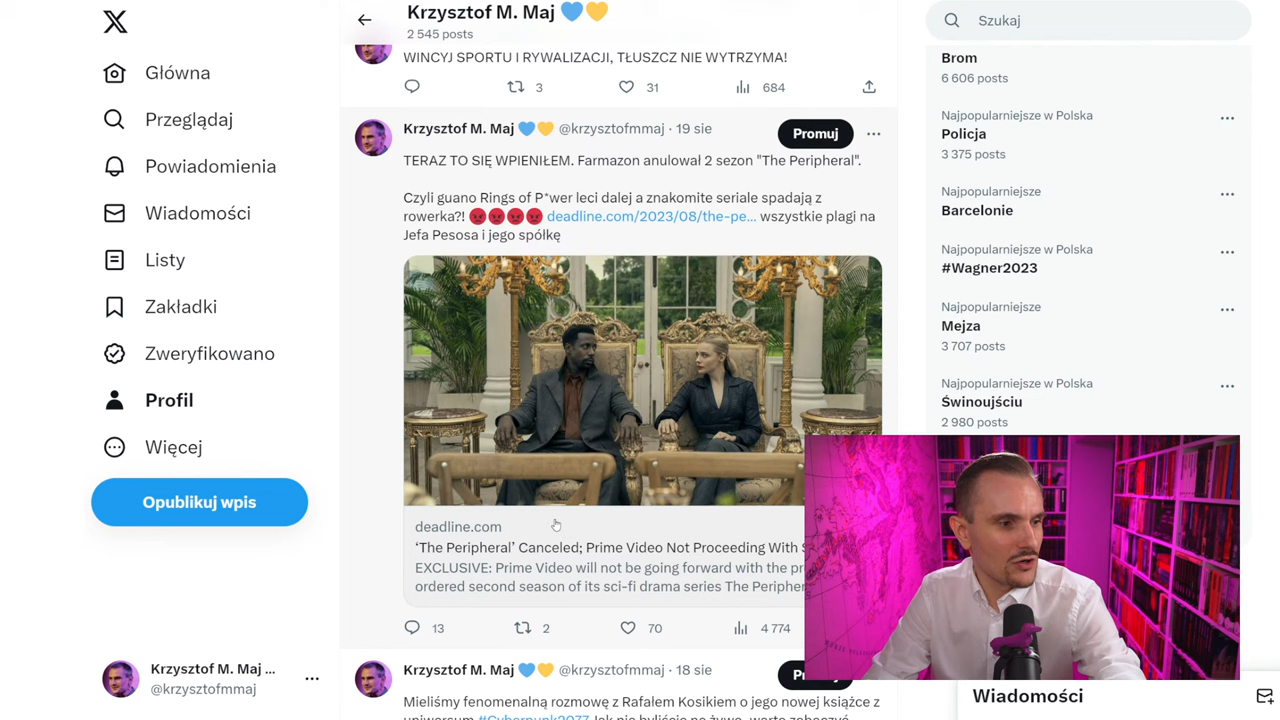 Główna
Przeglądaj
Powiadomienia
Wiadomości
Listy
Zakładki
Zweryfikowano
Profil
Więcej
Opublikuj wpis
Krzysztof M. Maj ...
@krzysztofmmaj
Krzysztof M. Maj 💙💛
2 545 posts
WINCYJ SPORTU I RYWALIZACJI, TŁUSZCZ NIE WYTRZYMA!
3
31
684
Krzysztof M. Maj 💙💛 @krzysztofmmaj · 19 sie
Promuj
TERAZ TO SIĘ WPIENIŁEM. Farmazon anulował 2 sezon "The Peripheral".
Czyli guano Rings of P*wer leci dalej a znakomite seriale spadają z
rowerka?! 😡😡😡😡 deadline.com/2023/08/the-pe... wszystkie plagi na
Jefa Pesosa i jego spółkę
deadline.com
‘The Peripheral’ Canceled; Prime Video Not Proceeding With
EXCLUSIVE: Prime Video will not be going forward with the
ordered second season of its sci-fi drama series The
13
2
70
4 774
Krzysztof M. Maj 💙💛 @krzysztofmmaj · 18 sie
Mieliśmy fenomenalną rozmowę z Rafałem Kosikiem o jego nowej książce z
uniwersum #Cyberpunk2077
Szukaj
Brom
6 606 posts
Najpopularniejsze w Polska
Policja
3 375 posts
Najpopularniejsze
Barcelonie
Najpopularniejsze w Polska
#Wagner2023
Najpopularniejsze
Mejza
3 707 posts
Najpopularniejsze w Polska
Świnoujściu
2 980 posts
Wiadomości